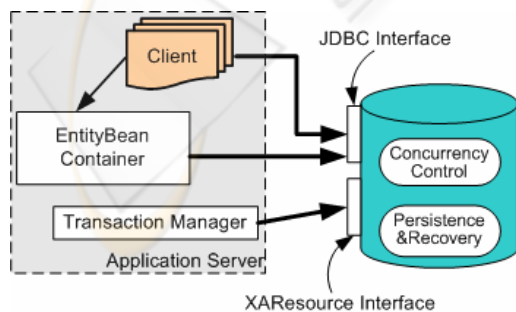 JDBC Interface
Client
EntityBean
Container
Concurrency
Control
Transaction Manager
Persistence
&Recovery
Application Server
XAResource Interface